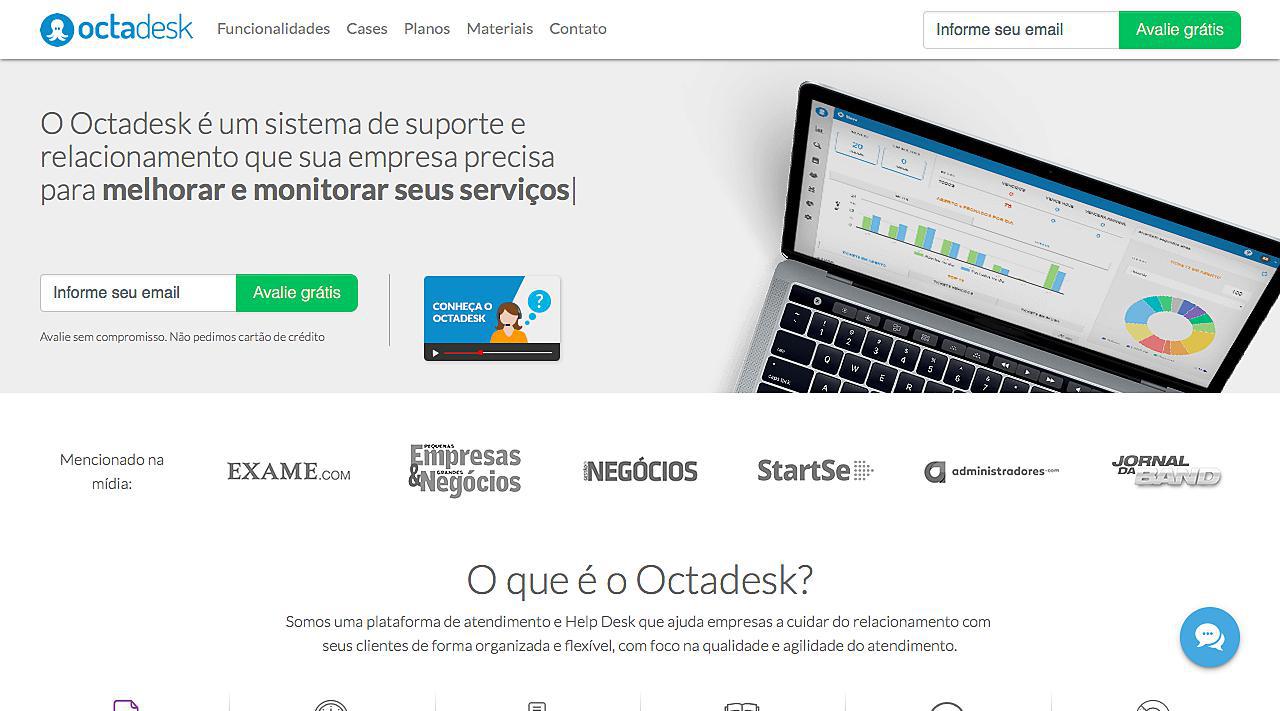 octadesk
Funcionalidades
Cases
Planos
Materiais
Contato
Informe seu email
Avalie grátis
O Octadesk é um sistema de suporte e
relacionamento que sua empresa precisa
para melhorar e monitorar seus serviços|
Informe seu email
Avalie grátis
Avalie sem compromisso. Não pedimos cartão de crédito
CONHEÇA O
OCTADESK
?
caps lock
Mencionado na
mídia:
EXAME.COM
PEQUENAS
Empresas
& GRANDES
Negócios
NEGÓCIOS
StartSe
administradores.com
JORNAL
DA BAND
O que é o Octadesk?
Somos uma plataforma de atendimento e Help Desk que ajuda empresas a cuidar do relacionamento com
seus clientes de forma organizana e flexível, com foco na qualidade e agilidade do atendimento.